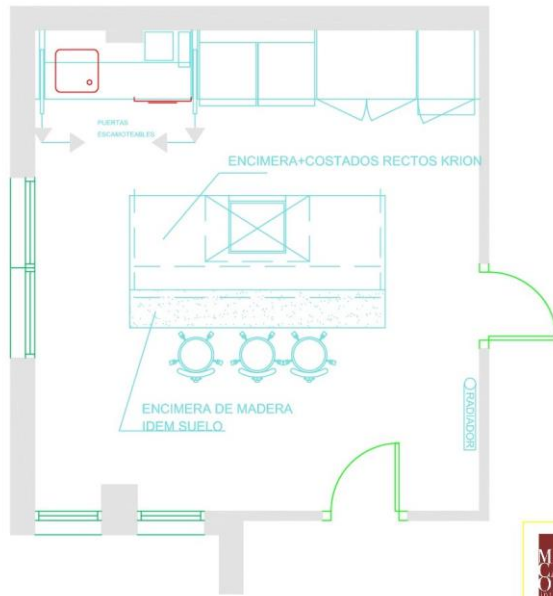 PUERTAS
ESCAMOTEABLES
ENCIMERA+COSTADOS RECTOS KRION
ENCIMERA DE MADERA
IDEM SUELO
RADIADOR